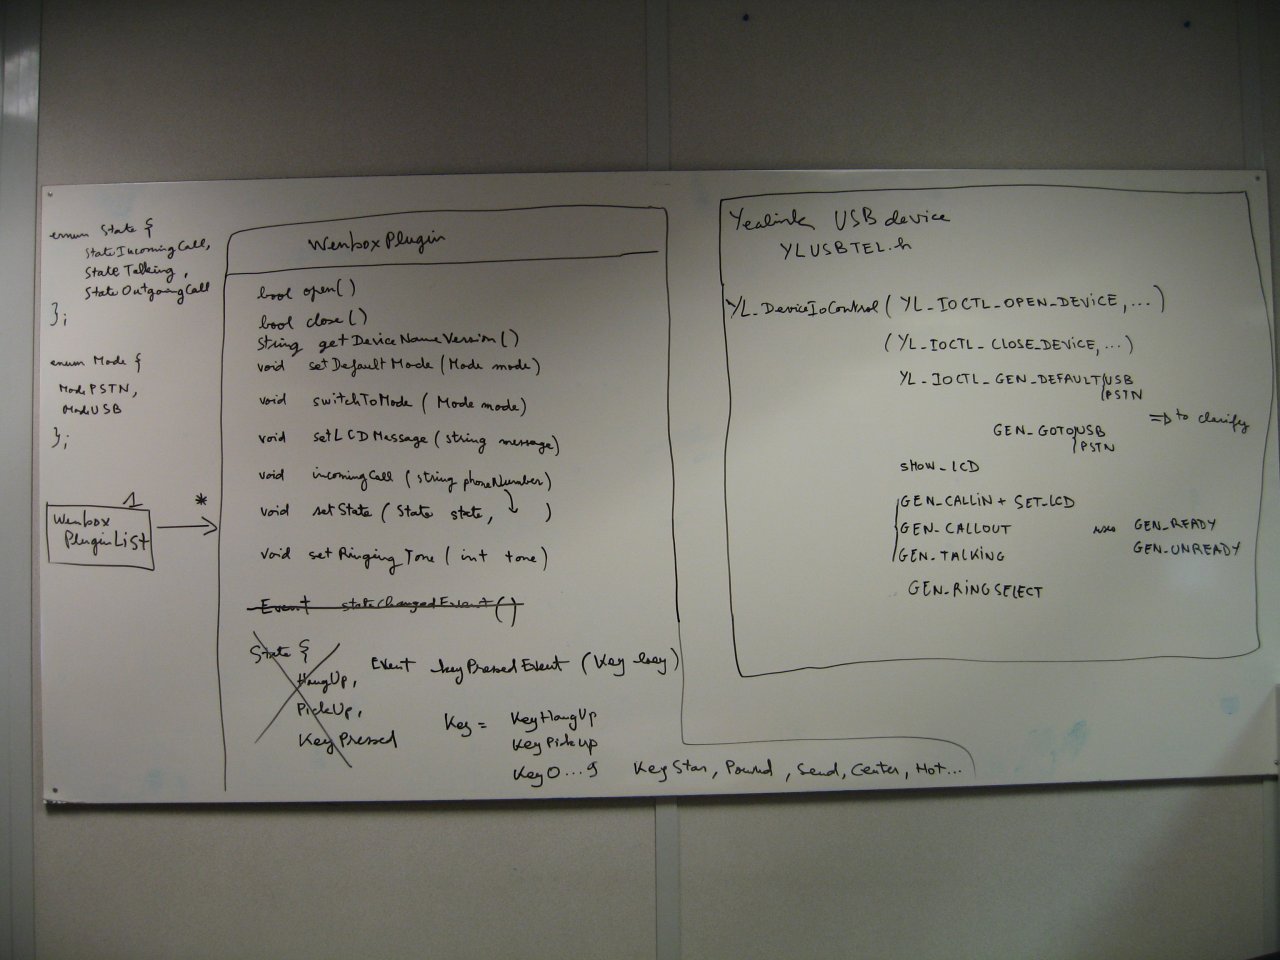 enum State {
StateIncomingCall,
StateTalking,
StateOutgoingCall
};
enum Mode {
ModePSTN,
ModeUSB
};
Wenbox
PluginList
1
*
WenboxPlugin
bool open()
bool close()
string getDeviceNameVersion()
void setDefaultMode (Mode mode)
void switchToMode (Mode mode)
void setLCDMessage (string message)
void incomingCall (string phoneNumber)
void setState (State state, )
void setRingingTone (int tone)
Event stateChangedEvent()
State {
HangUp,
PickUp,
KeyPressed
Event keyPressedEvent (Key key)
Key = KeyHangUp
KeyPickUp
Key0...9 KeyStar, Pound, Send, Center, Hot...
Yealink USB device
YLUSBTEL.h
YL_DeviceIoControl (YL_IOCTL_OPEN_DEVICE, ...)
(YL_IOCTL_CLOSE_DEVICE, ...)
YL_IOCTL_GEN_DEFAULT USB
PSTN
=> to clarify
GEN_GOTO USB
PSTN
SHOW_LCD
GEN_CALLIN + SET_LCD
GEN_CALLOUT
GEN_TALKING
GEN_READY
GEN_UNREADY
GEN_RINGSELECT